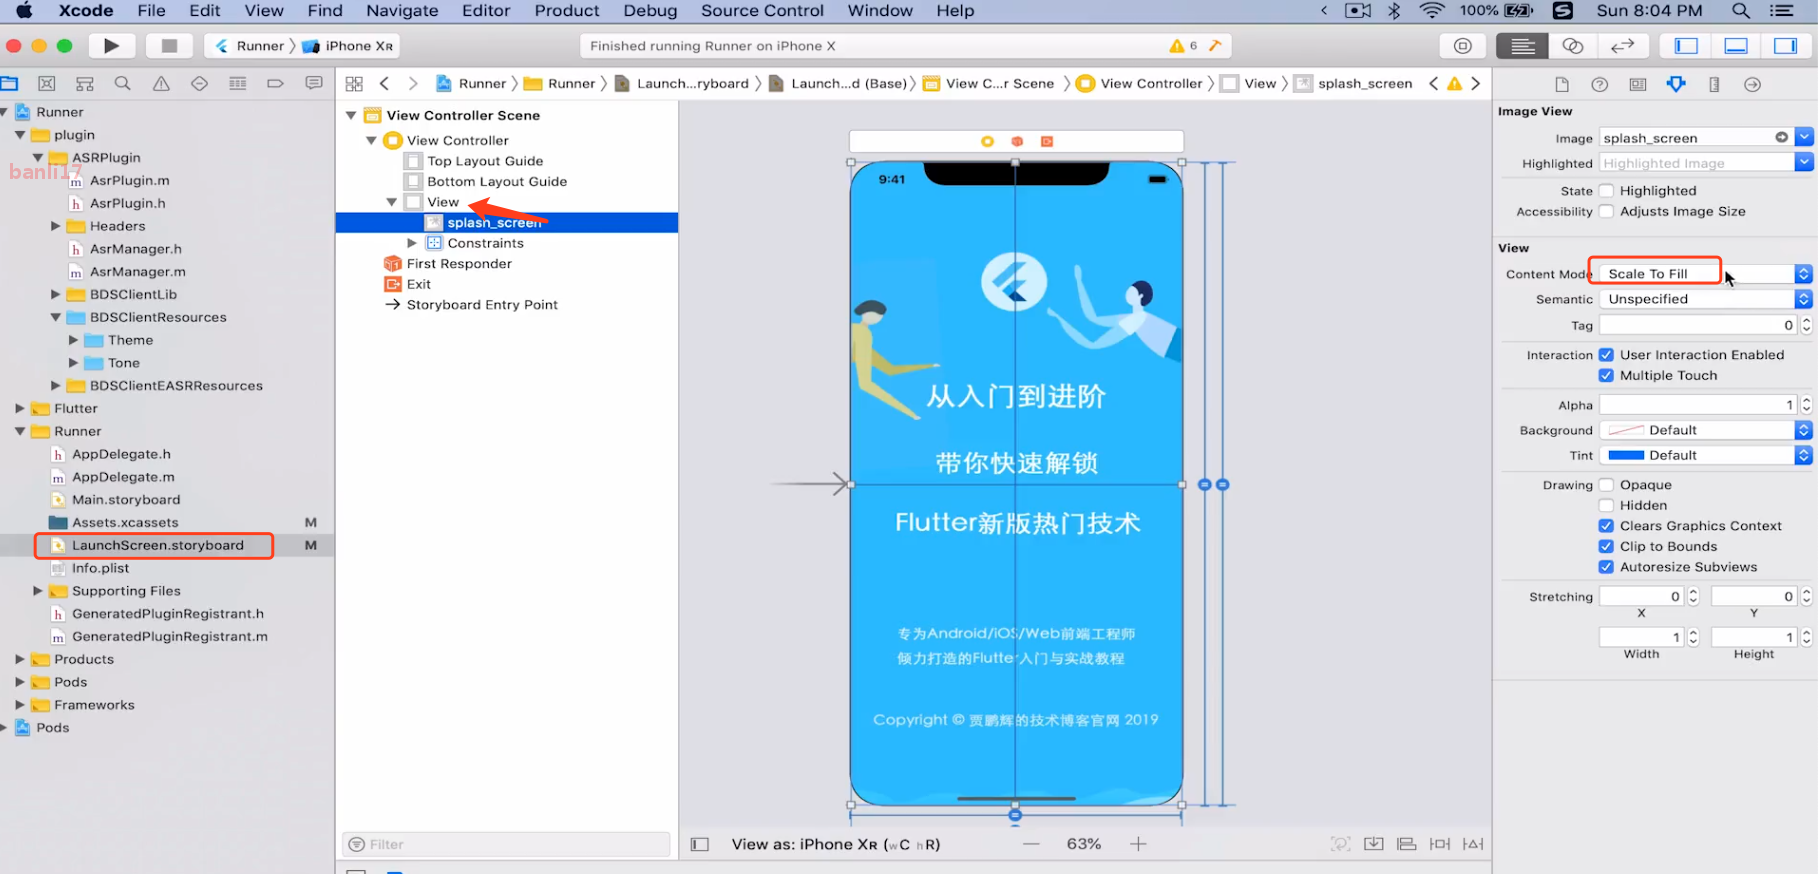 Xcode File Edit View Find Navigate Editor Product Debug Source Control Window Help 100% Sun 8:04 PM
Runner iPhone XR Finished running Runner on iPhone X 6
Runner Runner Launch...ryboard Launch...d (Base) View C...r Scene View Controller View splash_screen
Runner
plugin
ASRPlugin
banli17
AsrPlugin.m
AsrPlugin.h
Headers
AsrManager.h
AsrManager.m
BDSClientLib
BDSClientResources
Theme
Tone
BDSClientEASRResources
Flutter
Runner
AppDelegate.h
AppDelegate.m
Main.storyboard
Assets.xcassets M
LaunchScreen.storyboard M
Info.plist
Supporting Files
GeneratedPluginRegistrant.h
GeneratedPluginRegistrant.m
Products
Pods
Frameworks
Pods
View Controller Scene
View Controller
Top Layout Guide
Bottom Layout Guide
View
splash_screen
Constraints
First Responder
Exit
Storyboard Entry Point
Filter
9:41
从入门到进阶
带你快速解锁
Flutter新版热门技术
专为Android/iOS/Web前端工程师
倾力打造的Flutter入门与实战教程
Copyright © 贾鹏辉的技术博客官网 2019
View as: iPhone XR (wC hR) 63%
Image View
Image splash_screen
Highlighted Highlighted Image
State Highlighted
Accessibility Adjusts Image Size
View
Content Mode Scale To Fill
Semantic Unspecified
Tag 0
Interaction User Interaction Enabled
Multiple Touch
Alpha 1
Background Default
Tint Default
Drawing Opaque
Hidden
Clears Graphics Context
Clip to Bounds
Autoresize Subviews
Stretching 0 0
X Y
1 1
Width Height